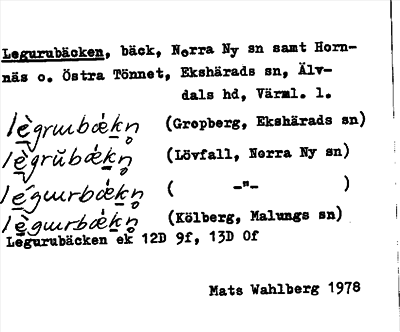 Legurubäcken, bäck, Norra Ny sn samt Horn-
näs o. Östra Tönnet, Ekshärads sn, Älv-
dals hd, Värml. l.
(Gropberg, Ekshärads sn)
(Lövfall, Norra Ny sn)
( -"- )
(Kölberg, Malungs sn)
Legurubäcken ek 12D 9f, 13D 0f
Mats Wahlberg 1978